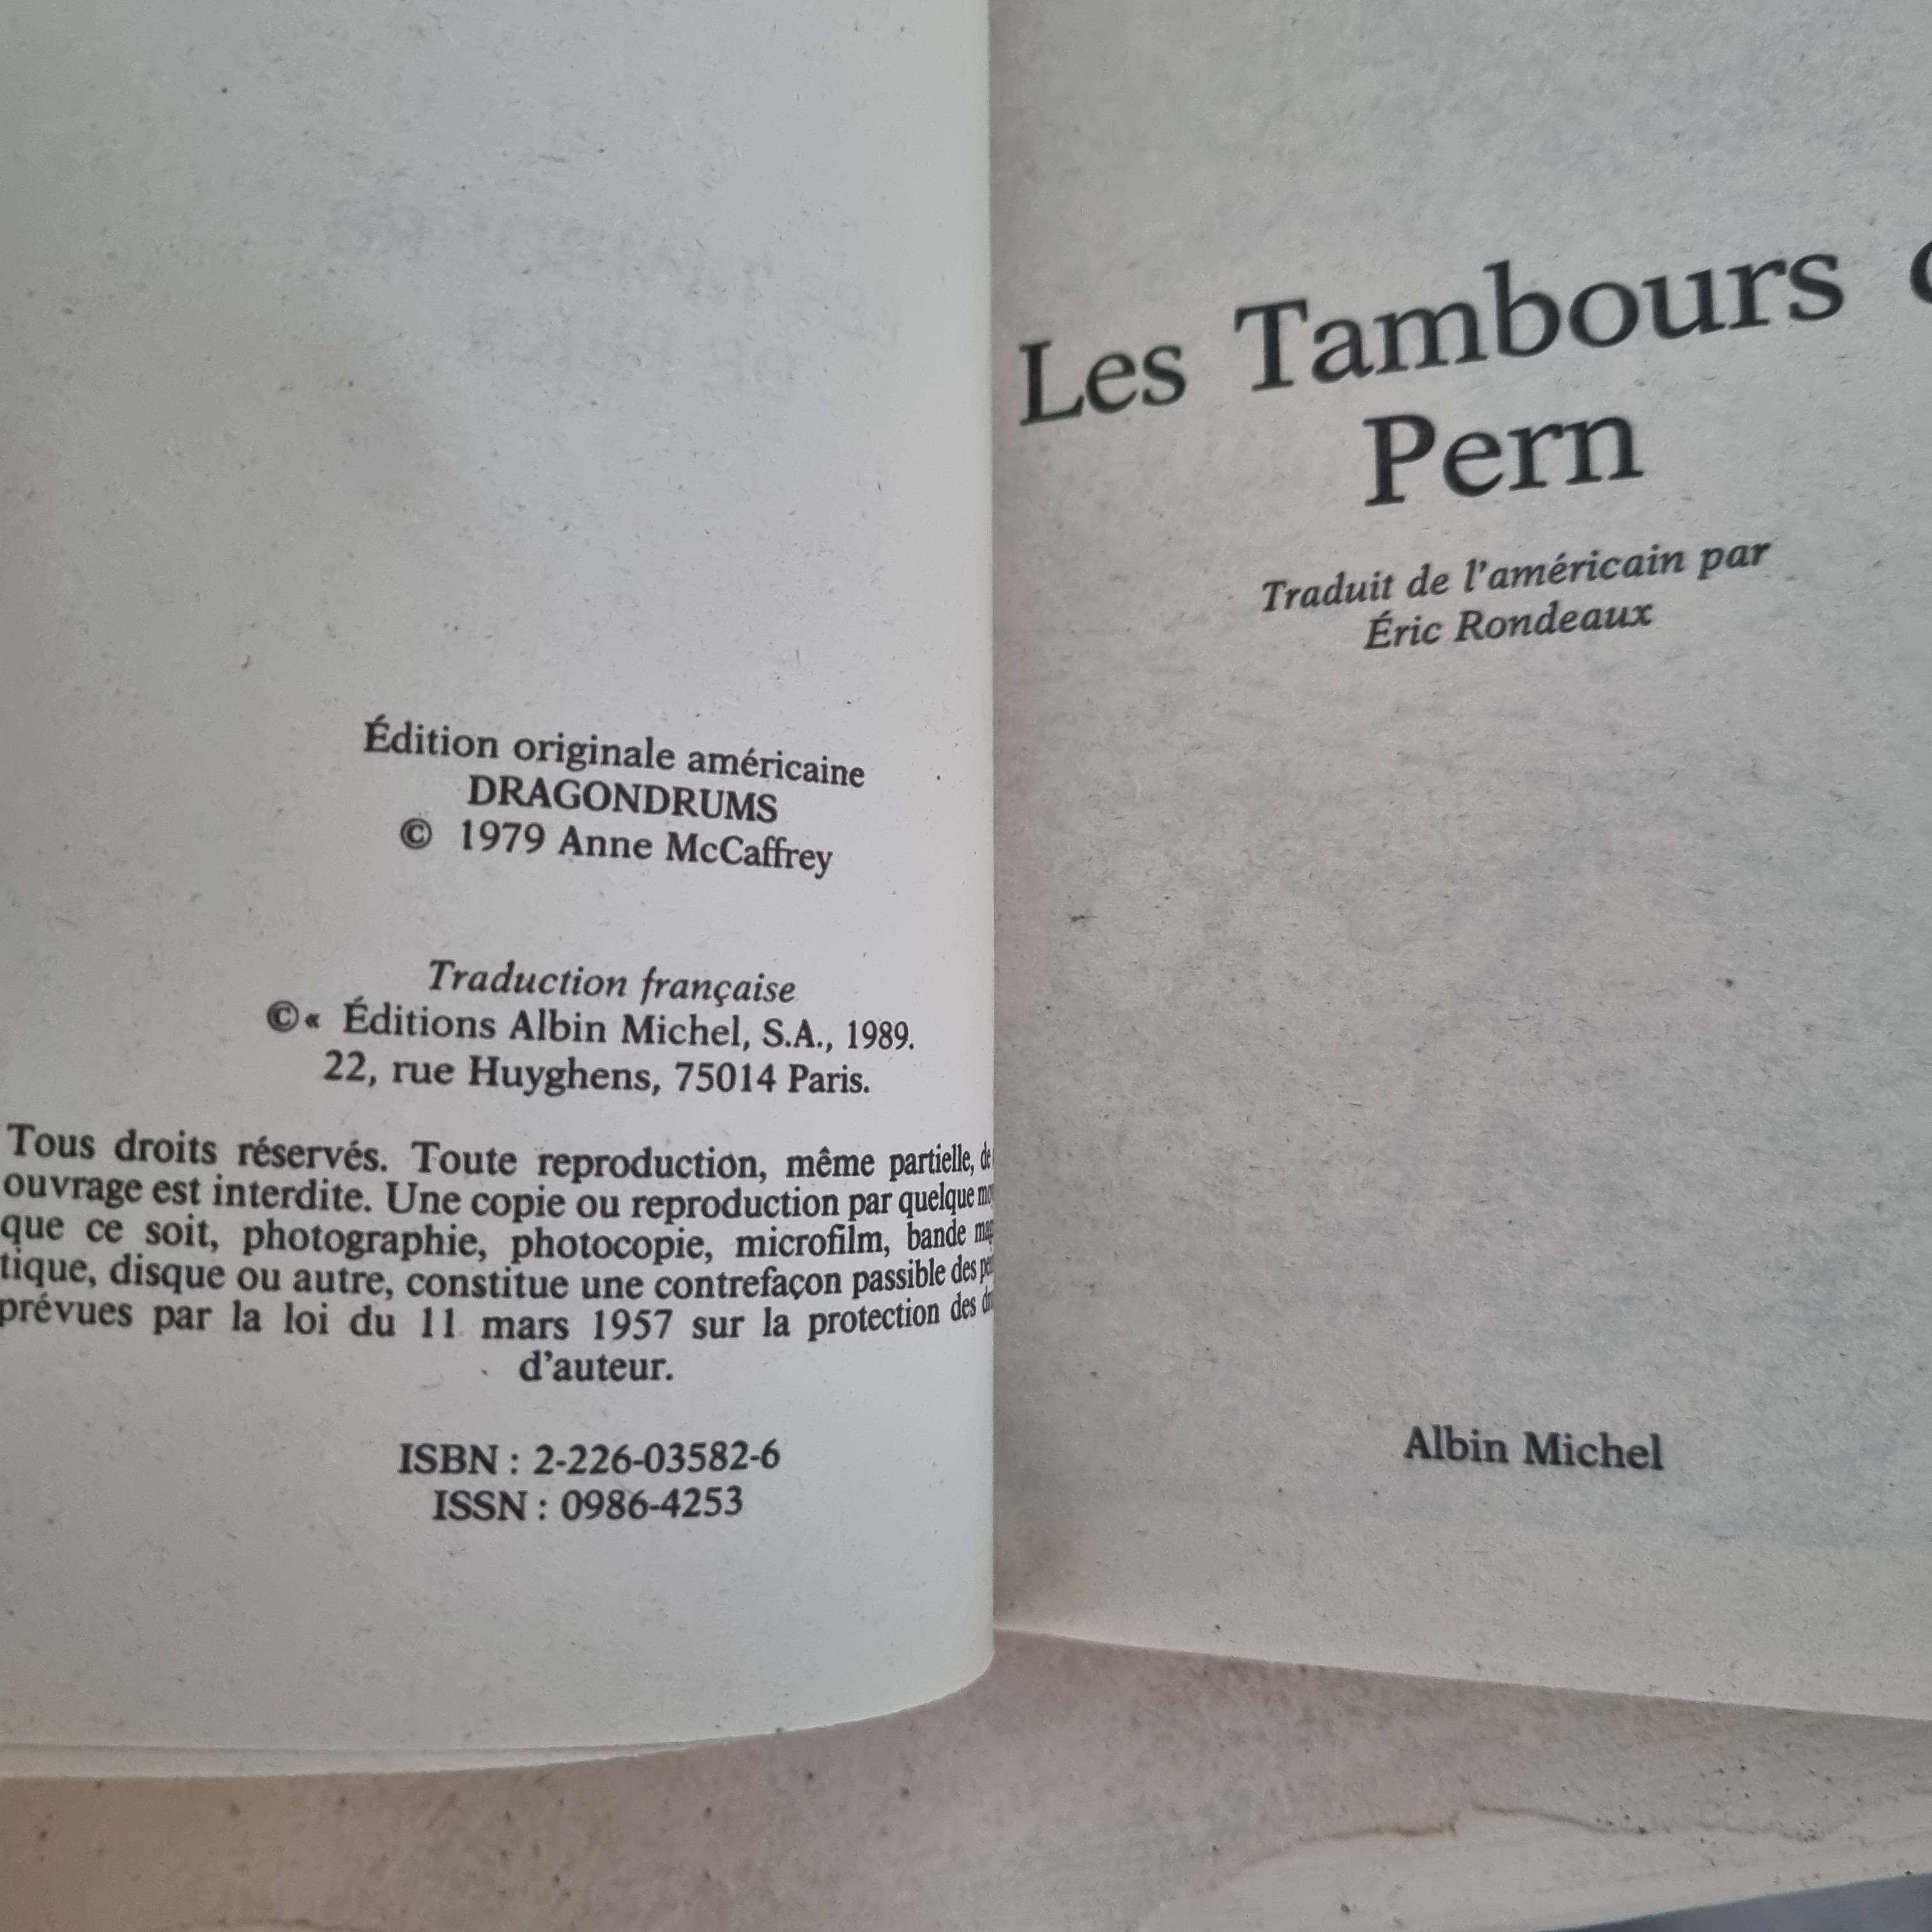 Édition originale américaine
DRAGONDRUMS
© 1979 Anne McCaffrey
Traduction française
©« Éditions Albin Michel, S.A., 1989.
22, rue Huyghens, 75014 Paris.
Tous droits réservés. Toute reproduction, même partielle, de
ouvrage est interdite. Une copie ou reproduction par quelque
que ce soit, photographie, photocopie, microfilm, bande
tique, disque ou autre, constitue une contrefaçon passible des
prévues par la loi du 11 mars 1957 sur la protection des
d'auteur.
ISBN : 2-226-03582-6
ISSN : 0986-4253
Les Tambours
Pern
Traduit de l'américain par
Éric Rondeaux
Albin Michel